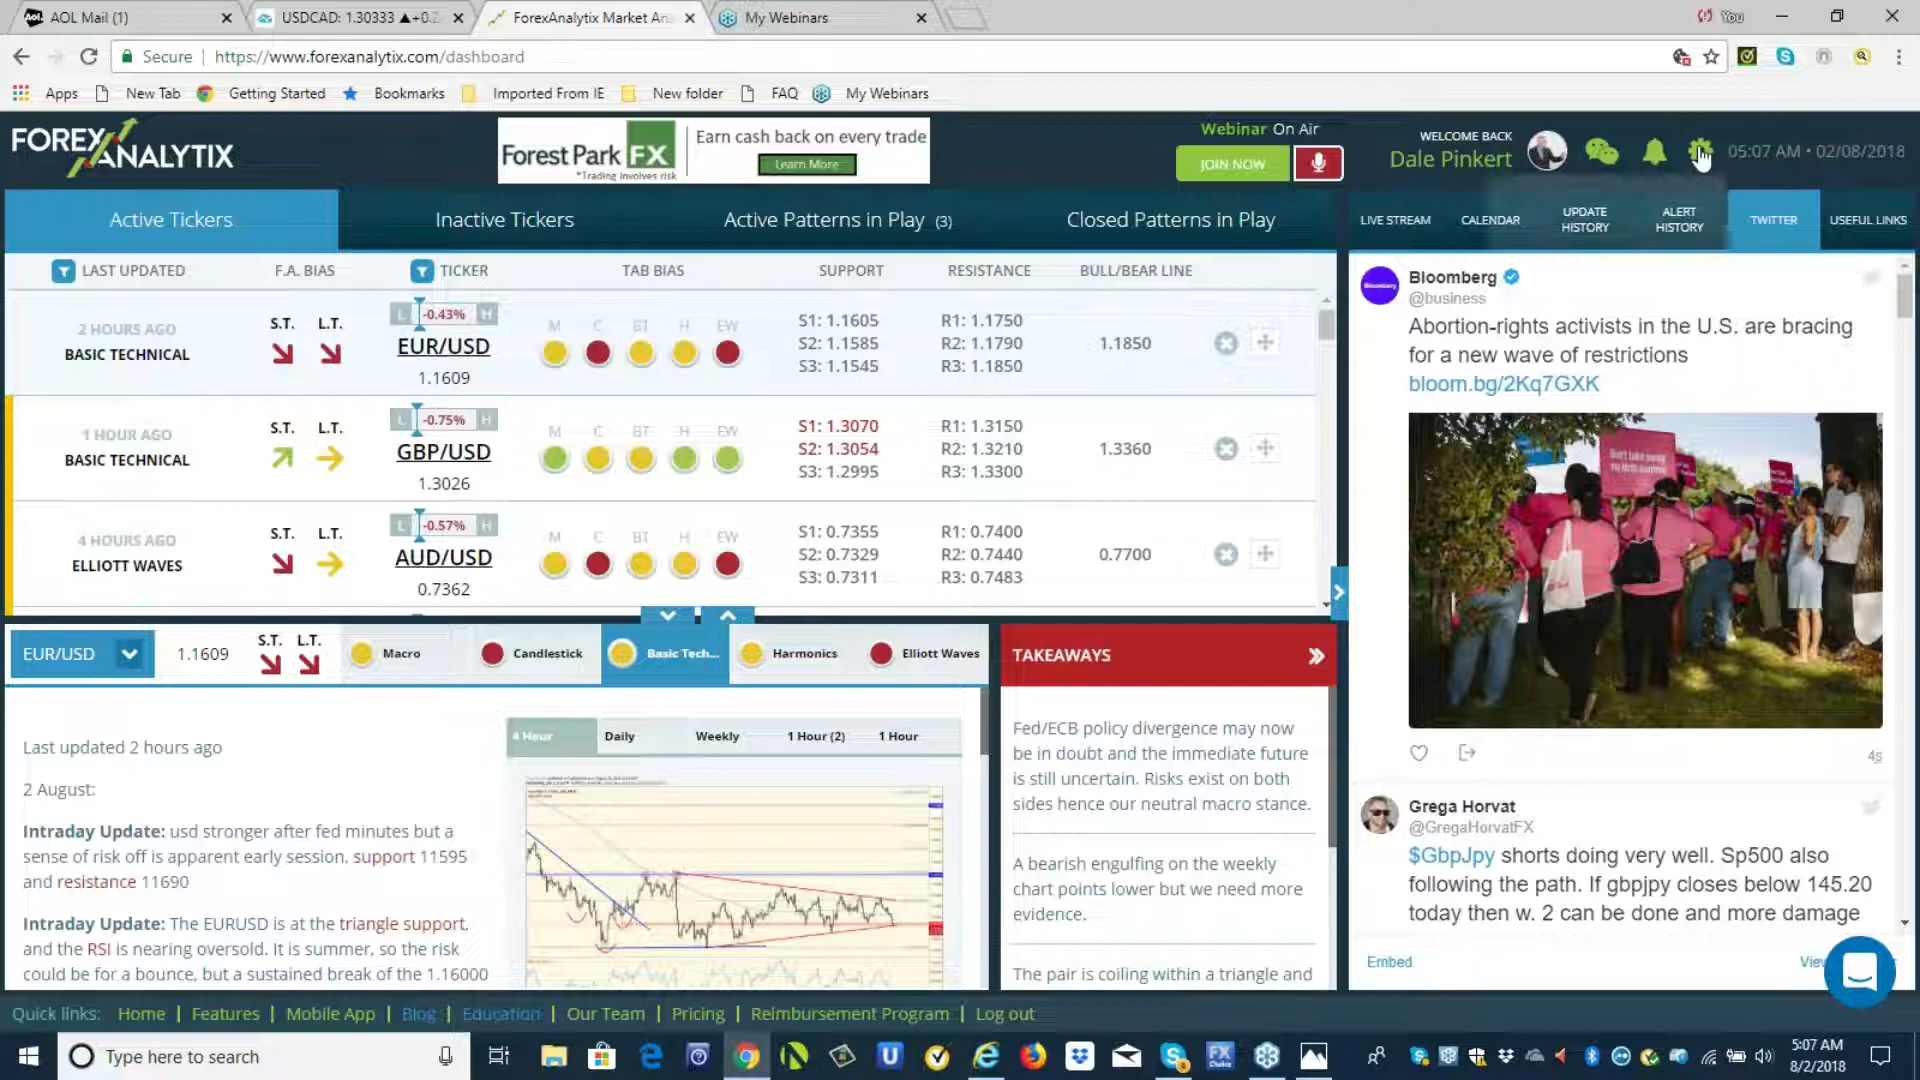 AOL Mail (1)
USDCAD: 1.30333 ▲+0.
ForexAnalytix Market An
My Webinars
You
Secure
https://www.forexanalytix.com/dashboard
Apps
New Tab
Getting Started
Bookmarks
Imported From IE
New folder
FAQ
My Webinars
FOREX ANALYTIX
Forest Park FX
*Trading involves risk
Earn cash back on every trade
Learn More
Webinar On Air
JOIN NOW
WELCOME BACK
Dale Pinkert
05:07 AM • 02/08/2018
Active Tickers
Inactive Tickers
Active Patterns in Play (3)
Closed Patterns in Play
LIVE STREAM
CALENDAR
UPDATE HISTORY
ALERT HISTORY
TWITTER
USEFUL LINKS
LAST UPDATED
F.A. BIAS
TICKER
TAB BIAS
SUPPORT
RESISTANCE
BULL/BEAR LINE
2 HOURS AGO
BASIC TECHNICAL
S.T. L.T.
L -0.43% H
EUR/USD
1.1609
M C BT H EW
S1: 1.1605
S2: 1.1585
S3: 1.1545
R1: 1.1750
R2: 1.1790
R3: 1.1850
1.1850
1 HOUR AGO
BASIC TECHNICAL
S.T. L.T.
L -0.75% H
GBP/USD
1.3026
M C BT H EW
S1: 1.3070
S2: 1.3054
S3: 1.2995
R1: 1.3150
R2: 1.3210
R3: 1.3300
1.3360
4 HOURS AGO
ELLIOTT WAVES
S.T. L.T.
L -0.57% H
AUD/USD
0.7362
M C BT H EW
S1: 0.7355
S2: 0.7329
S3: 0.7311
R1: 0.7400
R2: 0.7440
R3: 0.7483
0.7700
EUR/USD
1.1609
S.T. L.T.
Macro
Candlestick
Basic Tech...
Harmonics
Elliott Waves
Last updated 2 hours ago
2 August:
Intraday Update: usd stronger after fed minutes but a
sense of risk off is apparent early session. support 11595
and resistance 11690
Intraday Update: The EURUSD is at the triangle support,
and the RSI is nearing oversold. It is summer, so the risk
could be for a bounce, but a sustained break of the 1.16000
4 Hour
Daily
Weekly
1 Hour (2)
1 Hour
TAKEAWAYS
Fed/ECB policy divergence may now
be in doubt and the immediate future
is still uncertain. Risks exist on both
sides hence our neutral macro stance.
A bearish engulfing on the weekly
chart points lower but we need more
evidence.
The pair is coiling within a triangle and
Bloomberg
@business
Abortion-rights activists in the U.S. are bracing
for a new wave of restrictions
bloom.bg/2Kq7GXK
4s
Grega Horvat
@GregaHorvatFX
$GbpJpy shorts doing very well. Sp500 also
following the path. If gbpjpy closes below 145.20
today then w. 2 can be done and more damage
Embed
Quick links: Home | Features | Mobile App | Blog | Education | Our Team | Pricing | Reimbursement Program | Log out
Type here to search
5:07 AM
8/2/2018